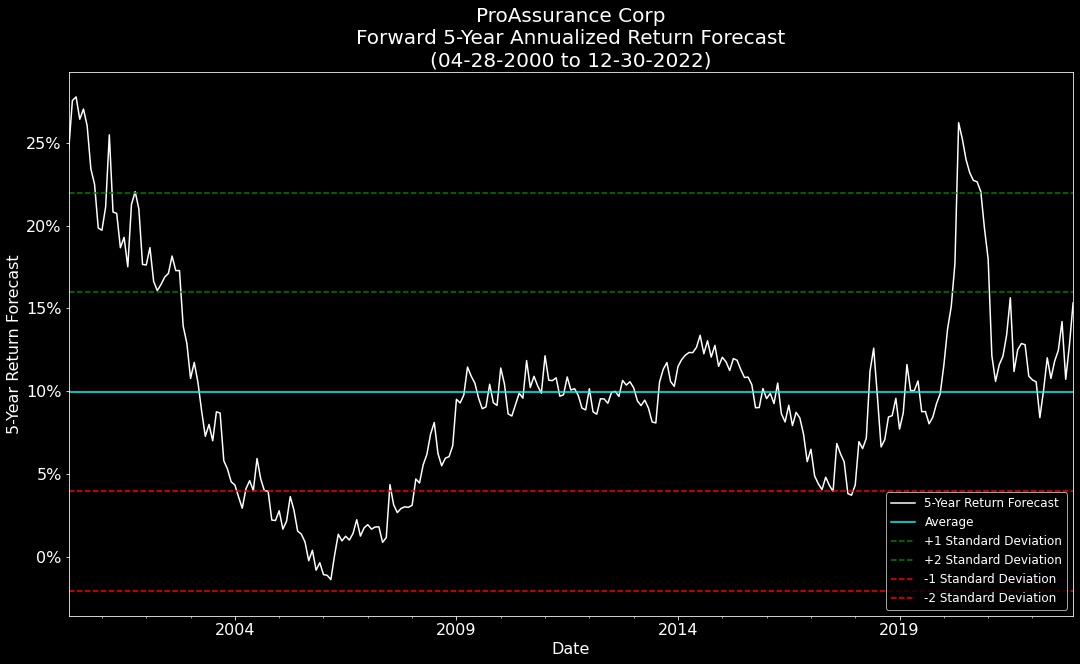 ProAssurance Corp
Forward 5-Year Annualized Return Forecast
(04-28-2000 to 12-30-2022)
5-Year Return Forecast
25%
20%
15%
10%
5%
0%
2004
2009
2014
2019
Date
5-Year Return Forecast
Average
+1 Standard Deviation
+2 Standard Deviation
-1 Standard Deviation
-2 Standard Deviation